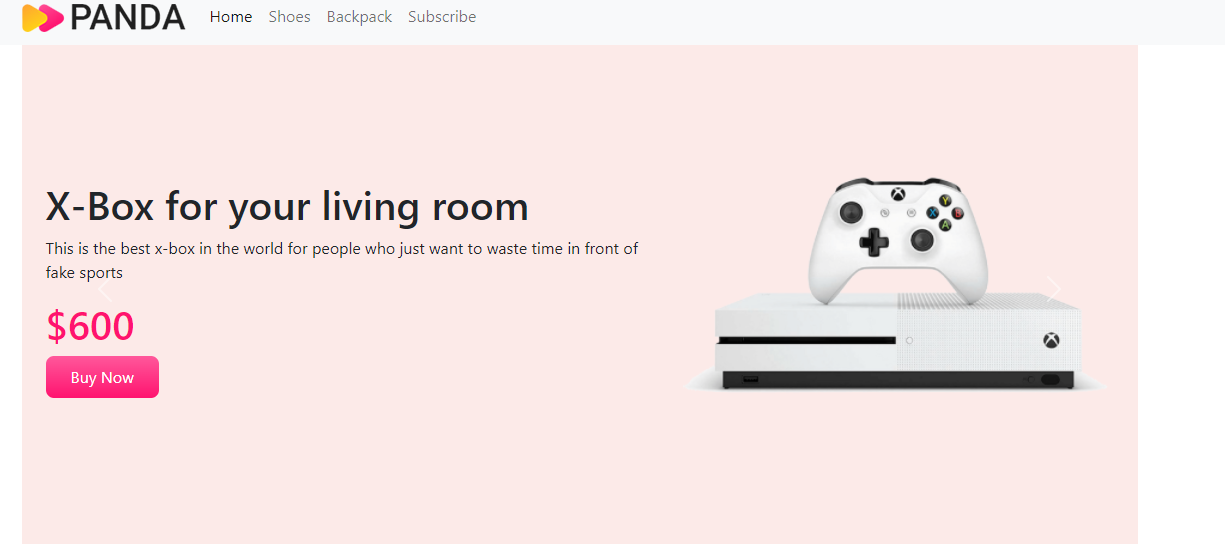 PANDA Home Shoes Backpack Subscribe
X-Box for your living room
This is the best x-box in the world for people who just want to waste time in front of
fake sports
$600
Buy Now
Y
X B
A